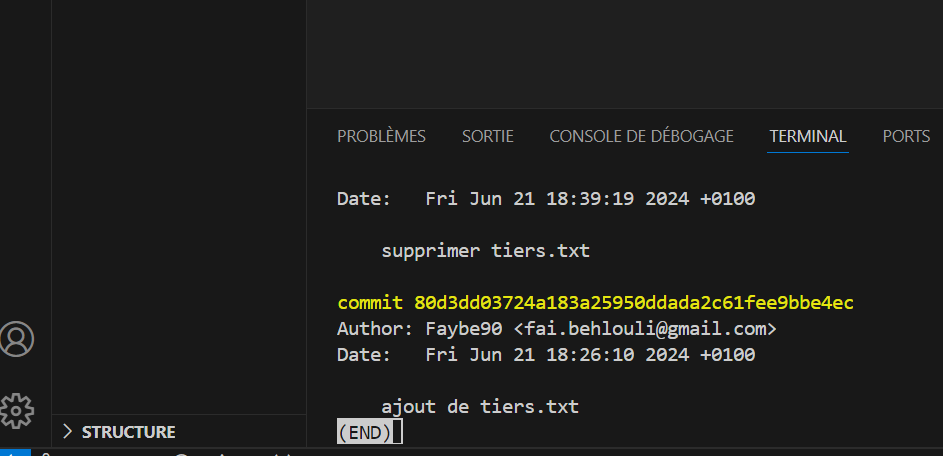 PROBLÈMES SORTIE CONSOLE DE DÉBOGAGE TERMINAL PORTS
Date:   Fri Jun 21 18:39:19 2024 +0100
supprimer tiers.txt
commit 80d3dd03724a183a25950ddada2c61fee9bbe4ec
Author: Faybe90 <fai.behlouli@gmail.com>
Date:   Fri Jun 21 18:26:10 2024 +0100
ajout de tiers.txt
(END)
STRUCTURE